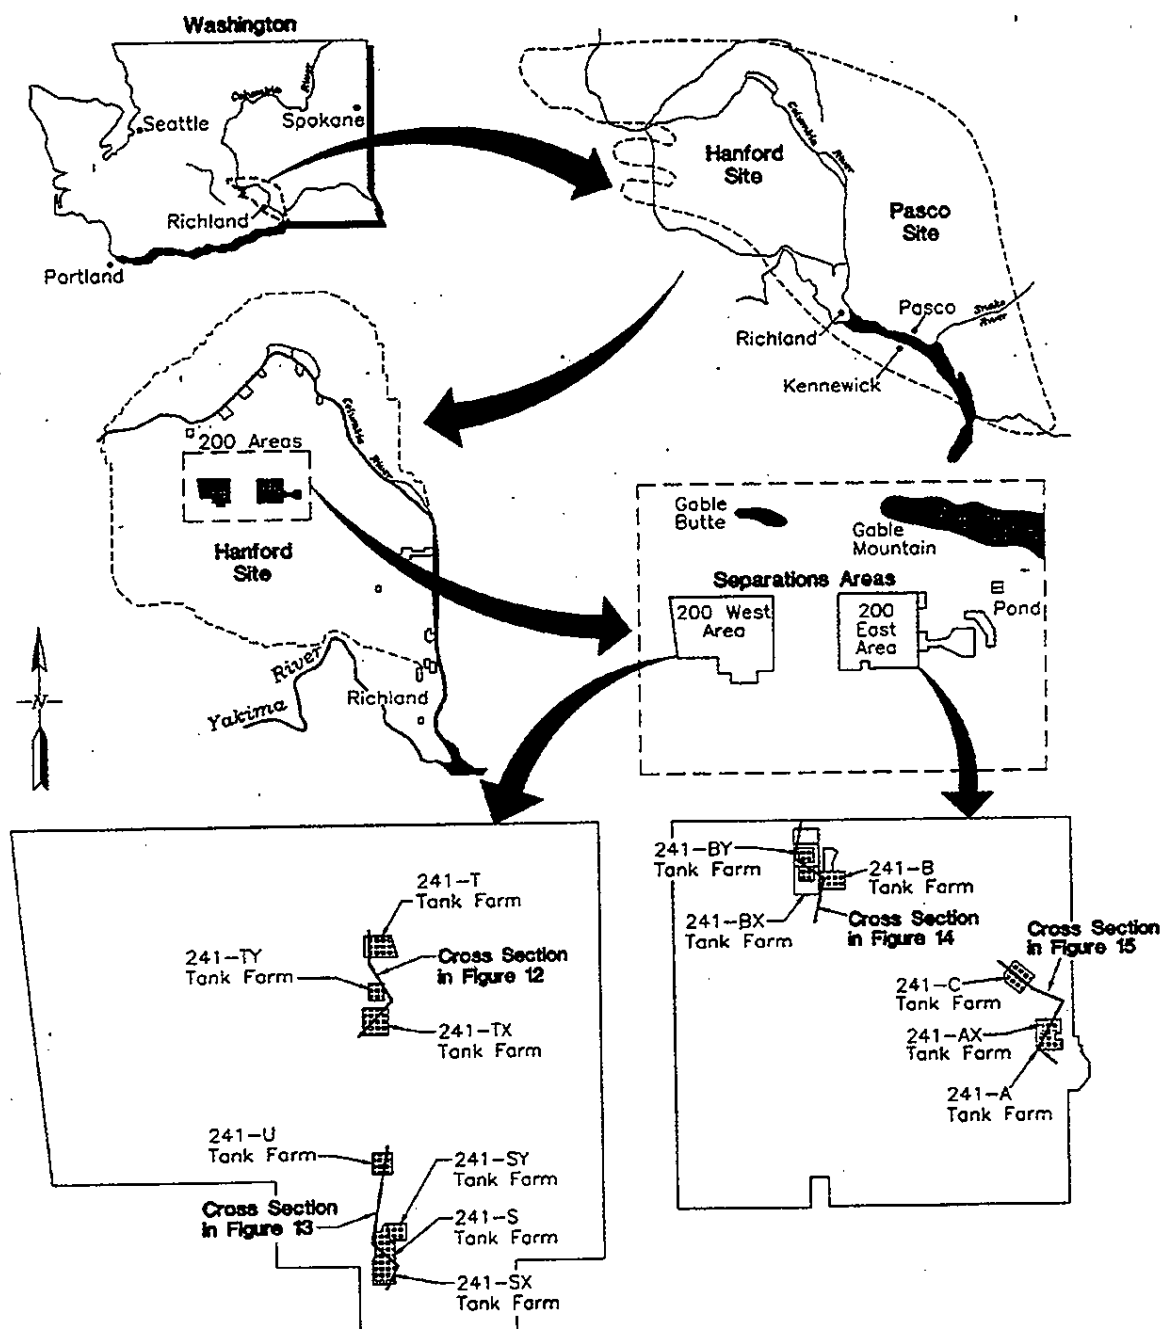 Washington
Columbia
River
Seattle
Spokane
Richland
Portland
Hanford
Site
Columbia
River
Pasco
Site
Pasco
Snake
River
Richland
Kennewick
200 Areas
Columbia
River
Hanford
Site
Yakima River
Richland
N
Gable
Butte
Gable
Mountain
Separations Areas
200 West
Area
200
East
Area
Pond
241-T
Tank Farm
241-TY
Tank Farm
Cross Section
in Figure 12
241-TX
Tank Farm
241-U
Tank Farm
241-SY
Tank Farm
Cross Section
in Figure 13
241-S
Tank Farm
241-SX
Tank Farm
241-BY
Tank Farm
241-B
Tank Farm
241-BX
Tank Farm
Cross Section
in Figure 14
Cross Section
in Figure 15
241-C
Tank Farm
241-AX
Tank Farm
241-A
Tank Farm